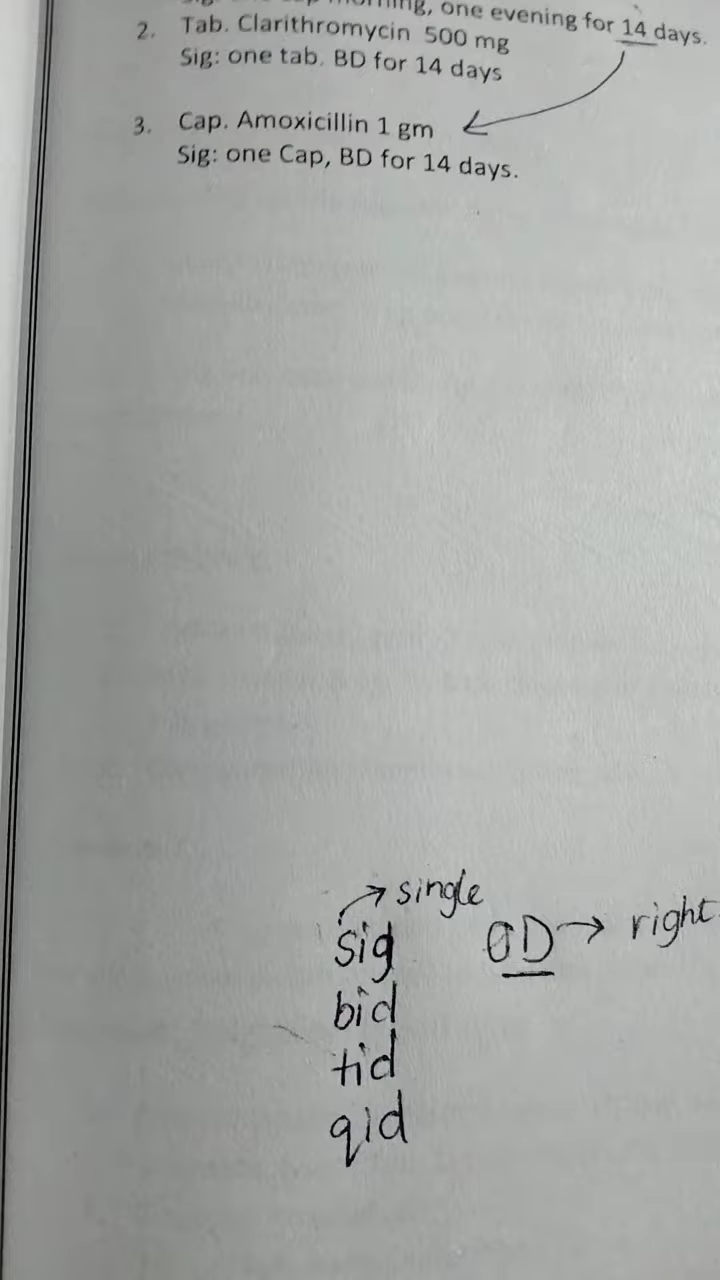 morning, one evening for 14 days.
2. Tab. Clarithromycin 500 mg
Sig: one tab. BD for 14 days
3. Cap. Amoxicillin 1 gm
Sig: one Cap, BD for 14 days.
→ single
sig OD → right
bid
tid
qid